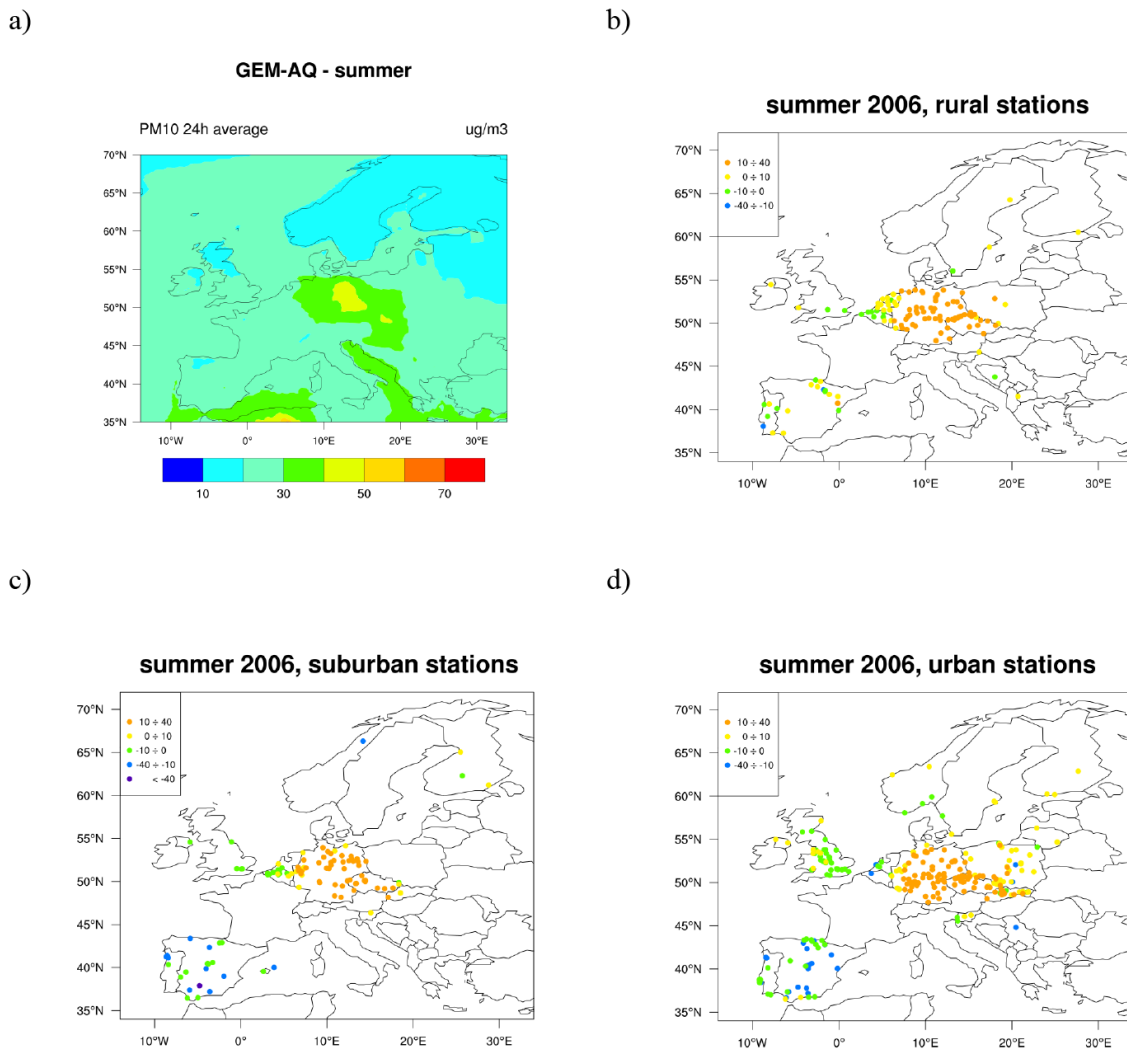 a)
b)
GEM-AQ - summer
PM10 24h average ug/m3
70°N
65°N
60°N
55°N
50°N
45°N
40°N
35°N
10°W 0° 10°E 20°E 30°E
10 30 50 70
summer 2006, rural stations
10 ÷ 40
0 ÷ 10
-10 ÷ 0
-40 ÷ -10
70°N
65°N
60°N
55°N
50°N
45°N
40°N
35°N
10°W 0° 10°E 20°E 30°E
c)
d)
summer 2006, suburban stations
10 ÷ 40
0 ÷ 10
-10 ÷ 0
-40 ÷ -10
< -40
70°N
65°N
60°N
55°N
50°N
45°N
40°N
35°N
10°W 0° 10°E 20°E 30°E
summer 2006, urban stations
10 ÷ 40
0 ÷ 10
-10 ÷ 0
-40 ÷ -10
70°N
65°N
60°N
55°N
50°N
45°N
40°N
35°N
10°W 0° 10°E 20°E 30°E